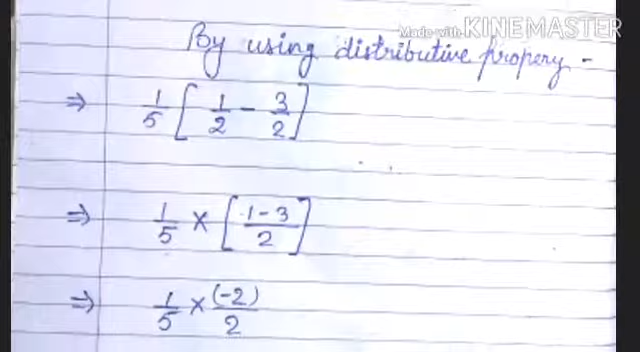 Made with KINEMASTER
By using distributive propery -
⇒ 1/5 [ 1/2 - 3/2 ]
⇒ 1/5 × [ 1-3/2 ]
⇒ 1/5 × (-2)/2